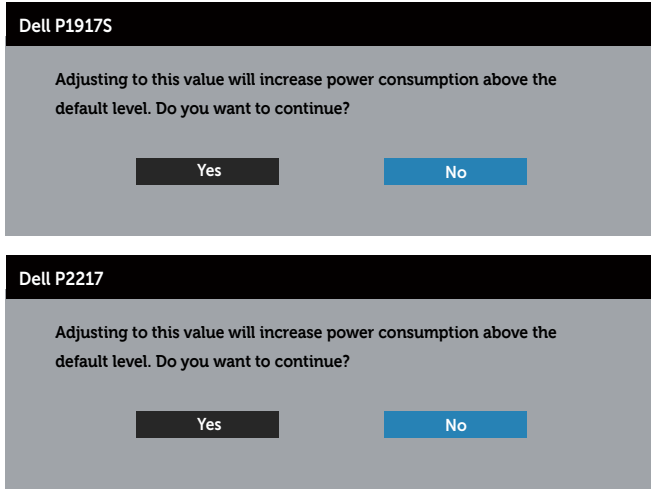 Dell P1917S
Adjusting to this value will increase power consumption above the
default level. Do you want to continue?
Yes No
Dell P2217
Adjusting to this value will increase power consumption above the
default level. Do you want to continue?
Yes No